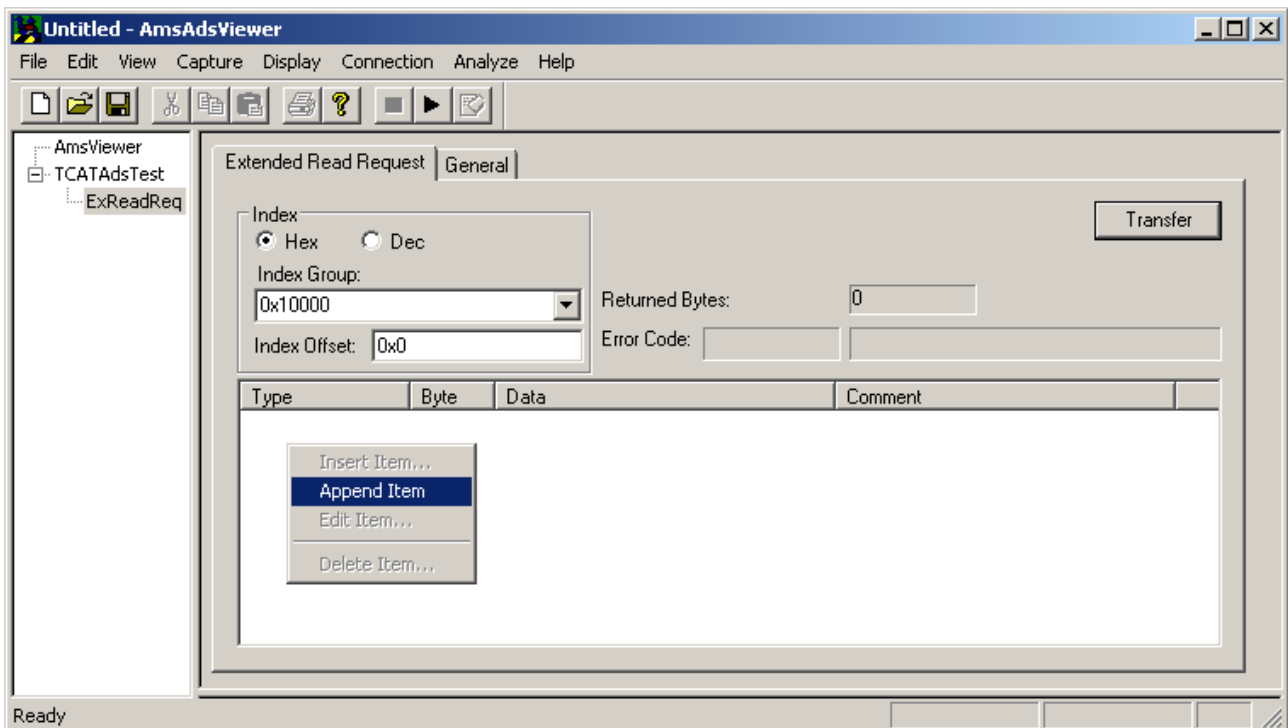 Untitled - AmsAdsViewer
File Edit View Capture Display Connection Analyze Help
AmsViewer
TCATAdsTest
ExReadReq
Extended Read Request General
Index
Hex Dec
Index Group:
0x10000
Index Offset: 0x0
Transfer
Returned Bytes: 0
Error Code:
Type Byte Data Comment
Insert Item...
Append Item
Edit Item...
Delete Item...
Ready